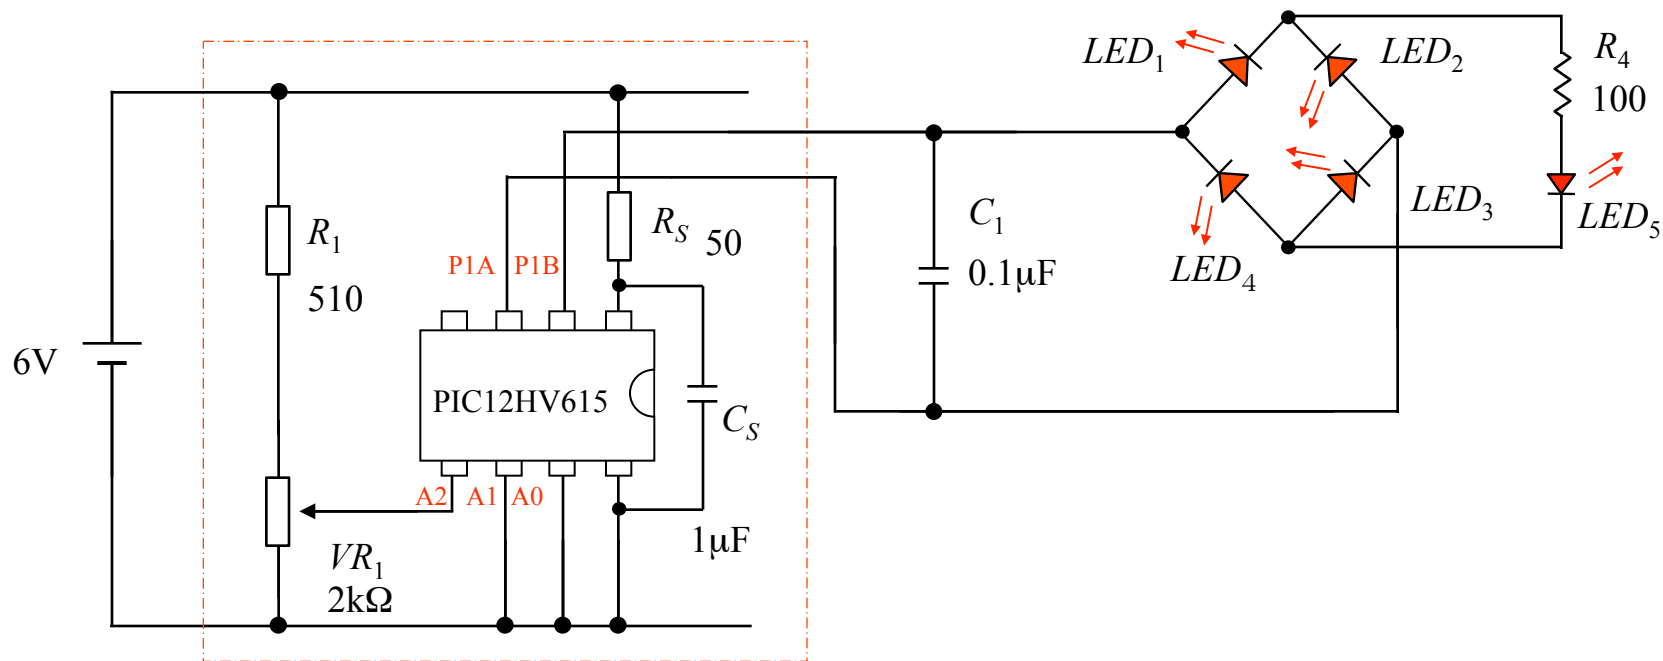 LED1
LED2
R4
100
R1
510
RS 50
C1
0.1μF
LED3
LED5
LED4
P1A P1B
6V
PIC12HV615
CS
A2 A1 A0
1μF
VR1
2kΩ